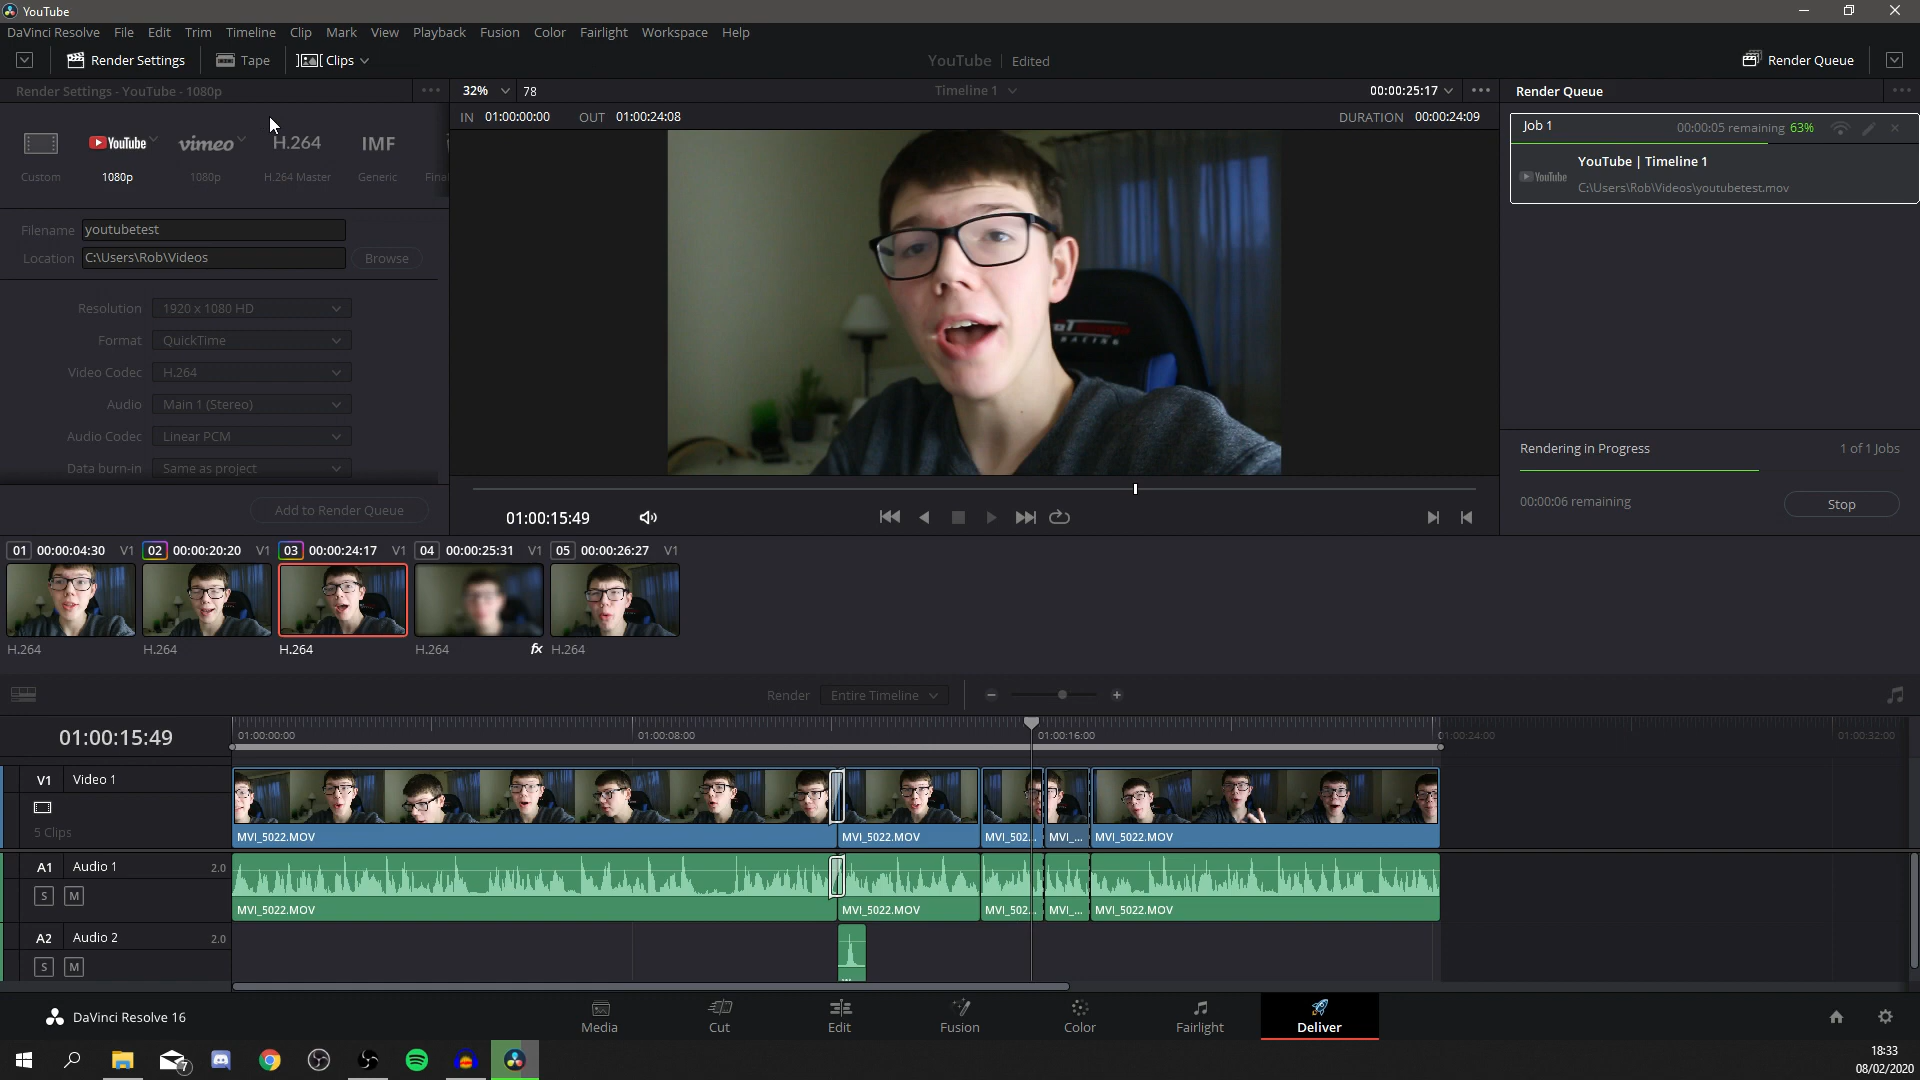 YouTube
DaVinci Resolve File Edit Trim Timeline Clip Mark View Playback Fusion Color Fairlight Workspace Help
Render Settings Tape Clips YouTube Edited Render Queue
Render Settings - YouTube - 1080p
32% 78 Timeline 1 00:00:25:17
Render Queue
IN 01:00:00:00 OUT 01:00:24:08 DURATION 00:00:24:09
YouTube vimeo H.264 IMF
Custom 1080p 1080p H.264 Master Generic Final
Job 1 00:00:05 remaining 63%
YouTube | Timeline 1
YouTube
C:\Users\Rob\Videos\youtubetest.mov
Filename youtubetest
Location C:\Users\Rob\Videos Browse
Resolution 1920 x 1080 HD
Format QuickTime
Video Codec H.264
Audio Main 1 (Stereo)
Audio Codec Linear PCM
Data burn-in Same as project
Add to Render Queue
RACING
Rendering in Progress 1 of 1 Jobs
00:00:06 remaining Stop
01:00:15:49
01 00:00:04:30 V1 02 00:00:20:20 V1 03 00:00:24:17 V1 04 00:00:25:31 V1 05 00:00:26:27 V1
H.264 H.264 H.264 H.264 fx H.264
Render Entire Timeline
01:00:15:49
01:00:00:00 01:00:08:00 01:00:16:00 01:00:24:00 01:00:32:00
V1 Video 1
5 Clips
MVI_5022.MOV MVI_5022.MOV MVI_502... MVI_... MVI_5022.MOV
A1 Audio 1 2.0
S M
MVI_5022.MOV MVI_5022.MOV MVI_502... MVI_... MVI_5022.MOV
A2 Audio 2 2.0
S M
DaVinci Resolve 16
Media Cut Edit Fusion Color Fairlight Deliver
7
18:33
08/02/2020